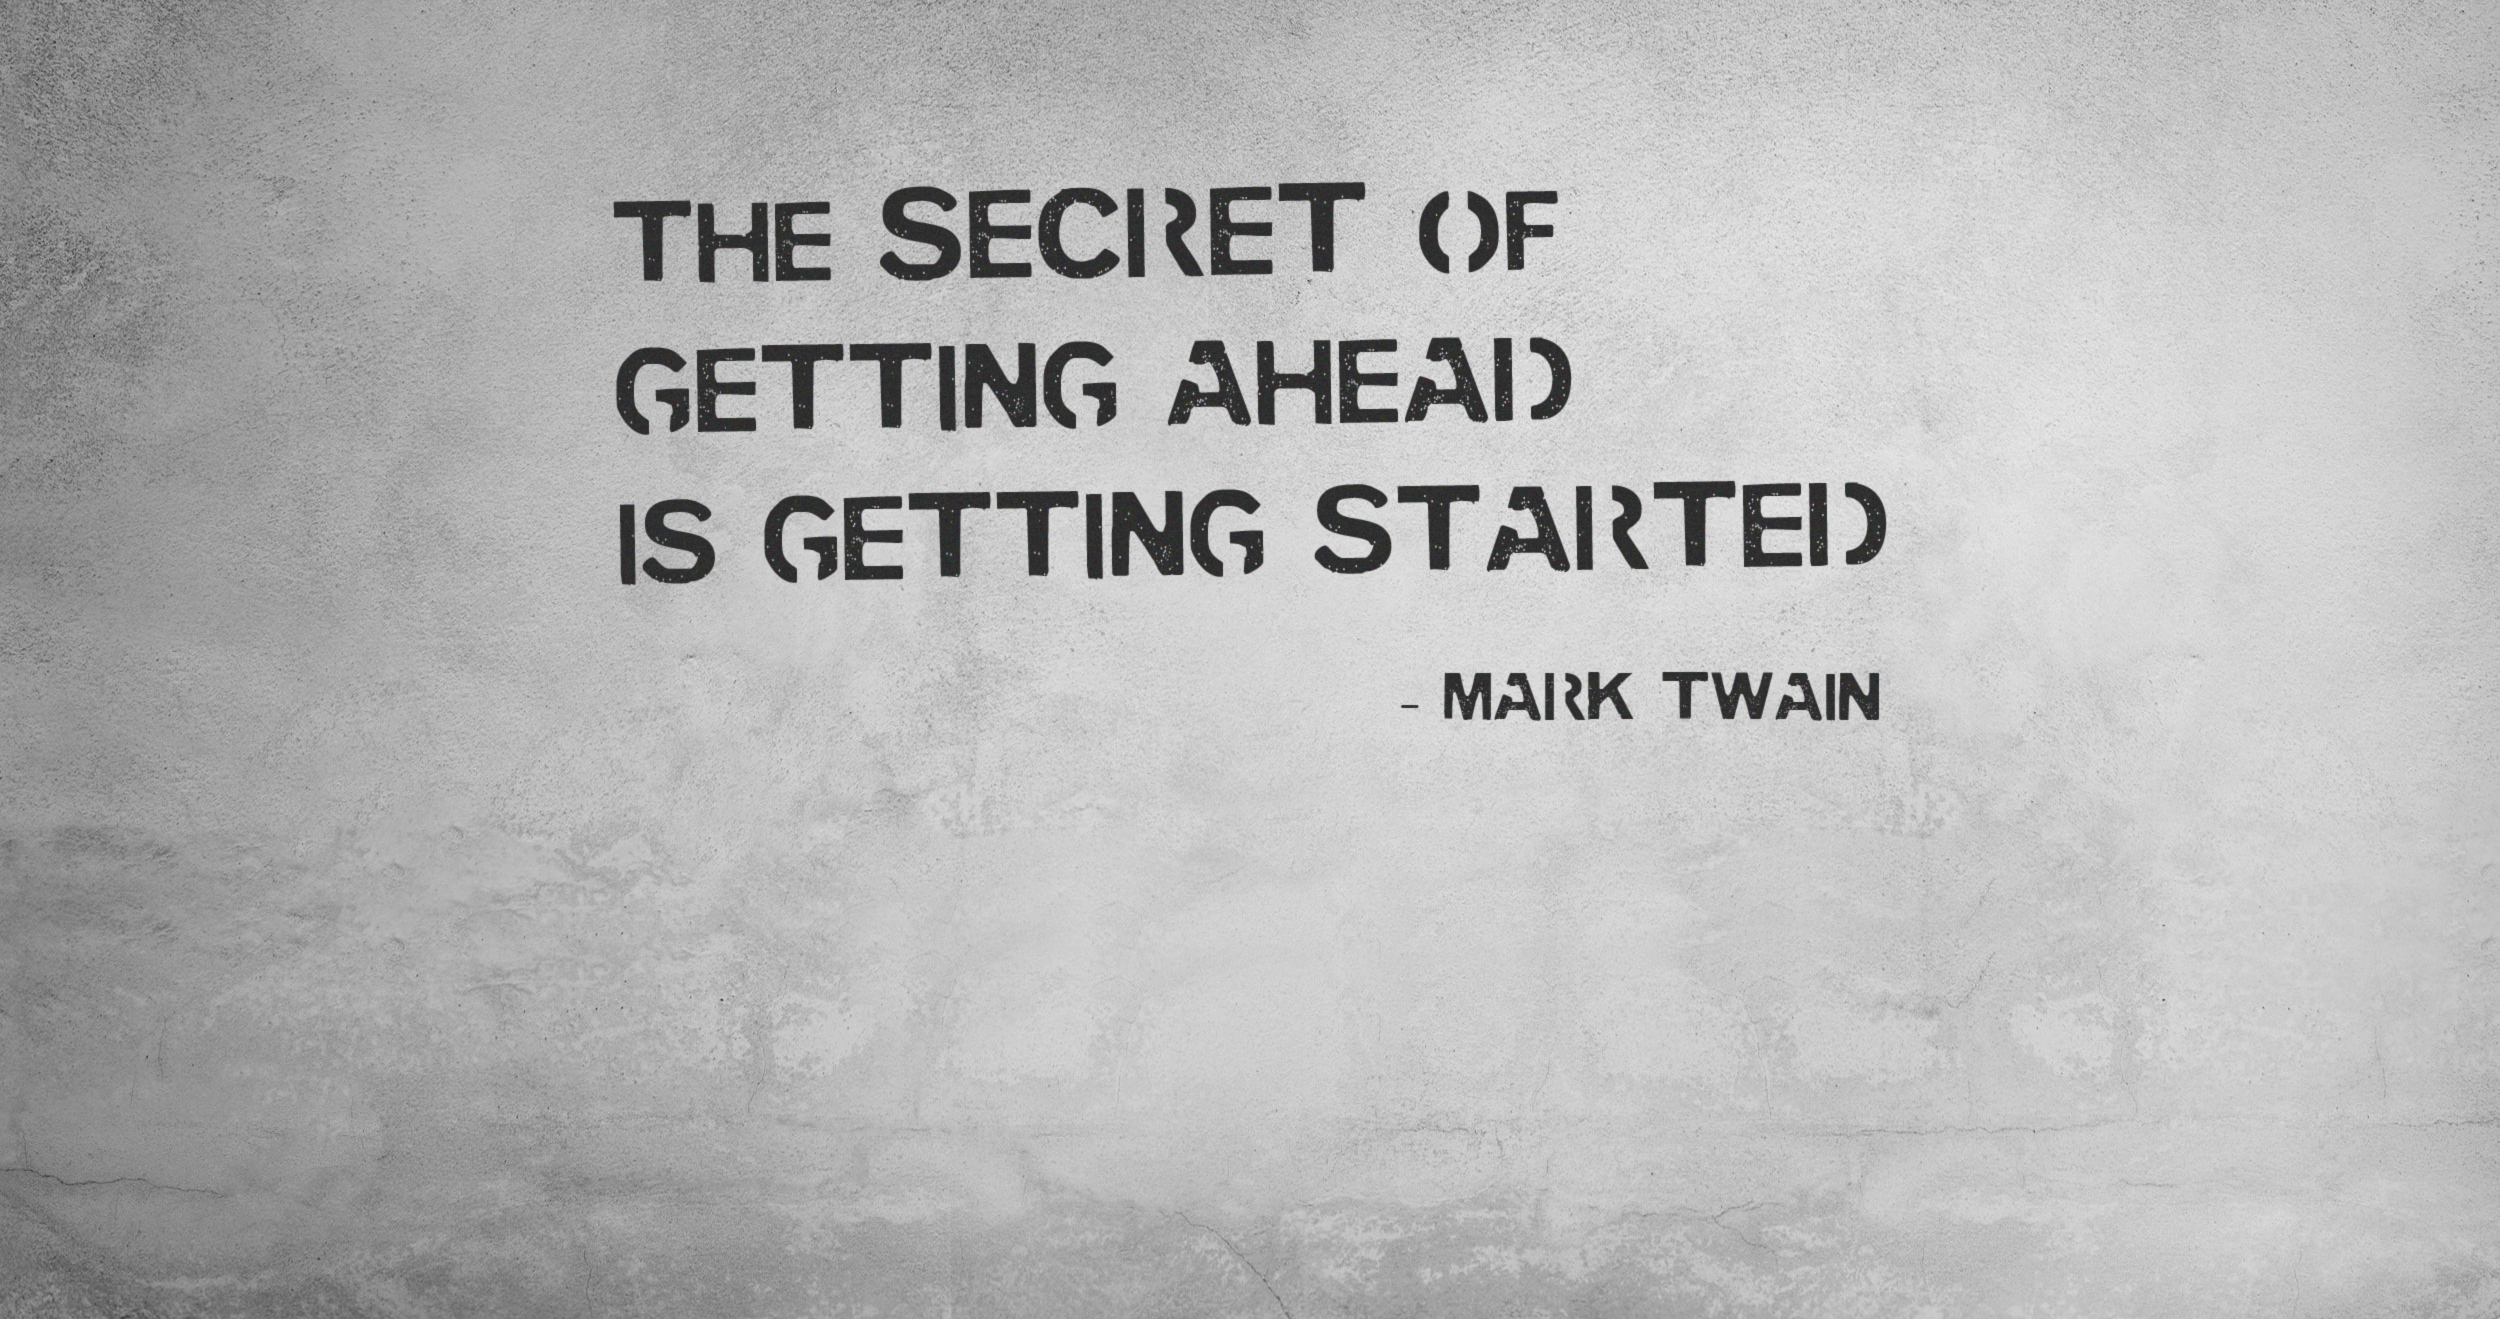 THE SECRET OF
GETTING AHEAD
IS GETTING STARTED
- MARK TWAIN